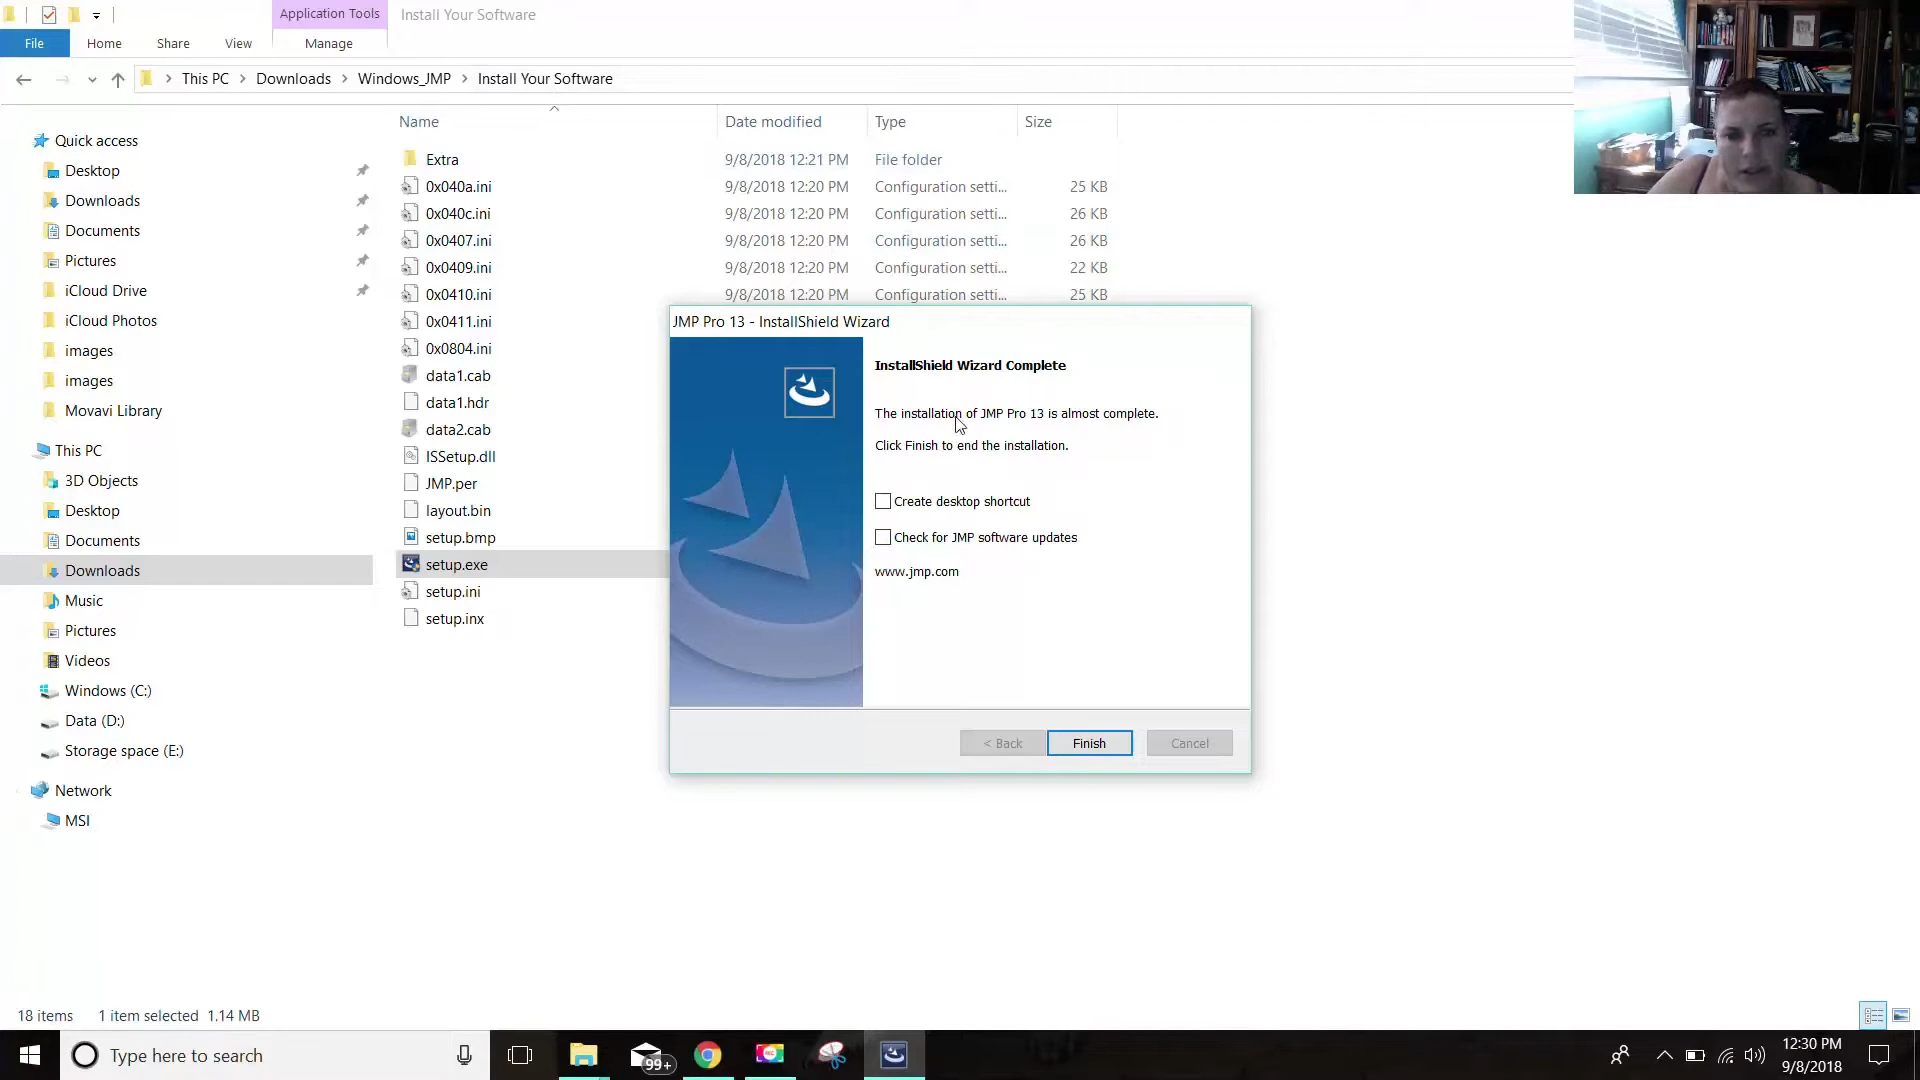 Application Tools
Install Your Software
File
Home
Share
View
Manage
This PC
Downloads
Windows_JMP
Install Your Software
Name
Date modified
Type
Size
Quick access
Desktop
Downloads
Documents
Pictures
iCloud Drive
iCloud Photos
images
images
Movavi Library
This PC
3D Objects
Desktop
Documents
Downloads
Music
Pictures
Videos
Windows (C:)
Data (D:)
Storage space (E:)
Network
MSI
Extra 9/8/2018 12:21 PM File folder
0x040a.ini 9/8/2018 12:20 PM Configuration setti... 25 KB
0x040c.ini 9/8/2018 12:20 PM Configuration setti... 26 KB
0x0407.ini 9/8/2018 12:20 PM Configuration setti... 26 KB
0x0409.ini 9/8/2018 12:20 PM Configuration setti... 22 KB
0x0410.ini 9/8/2018 12:20 PM Configuration setti... 25 KB
0x0411.ini
0x0804.ini
data1.cab
data1.hdr
data2.cab
ISSetup.dll
JMP.per
layout.bin
setup.bmp
setup.exe
setup.ini
setup.inx
JMP Pro 13 - InstallShield Wizard
InstallShield Wizard Complete
The installation of JMP Pro 13 is almost complete.
Click Finish to end the installation.
Create desktop shortcut
Check for JMP software updates
www.jmp.com
< Back
Finish
Cancel
18 items
1 item selected 1.14 MB
Type here to search
99+
12:30 PM
9/8/2018